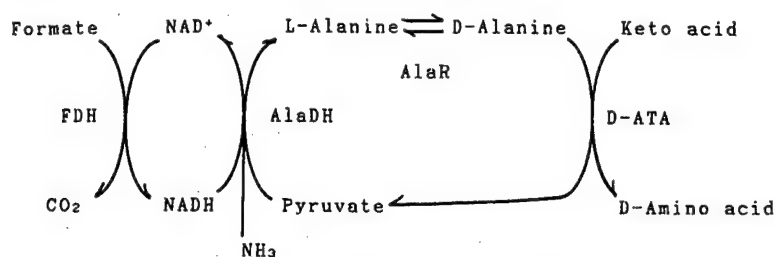 Formate NAD⁺ L-Alanine D-Alanine Keto acid
AlaR
FDH AlaDH D-ATA
CO₂ NADH Pyruvate D-Amino acid
NH₃